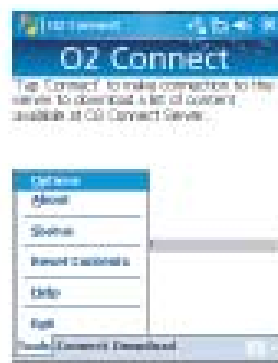 O2 Connect
O2 Connect
Tap 'Connect' to make connection to the
server to download a list of content
available at O2 Connect Server.
Options
About
Status
Reset Contents
Help
Exit
Tools Connect Download